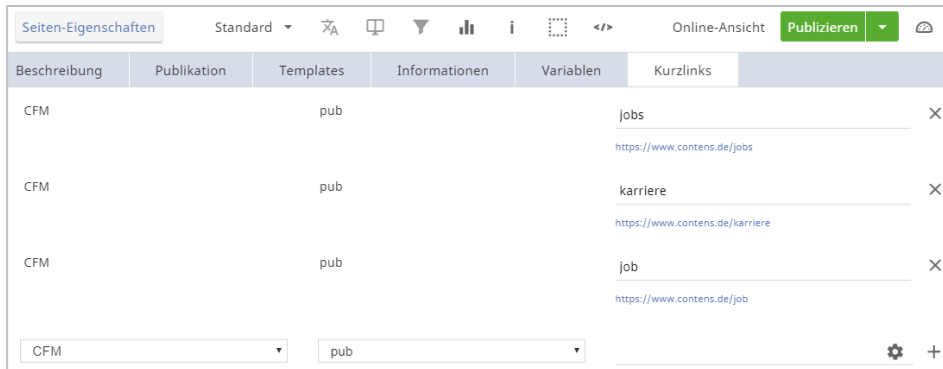 Seiten-Eigenschaften Standard i </> Online-Ansicht Publizieren
Beschreibung Publikation Templates Informationen Variablen Kurzlinks
CFM pub jobs
https://www.contens.de/jobs
CFM pub karriere
https://www.contens.de/karriere
CFM pub job
https://www.contens.de/job
CFM pub